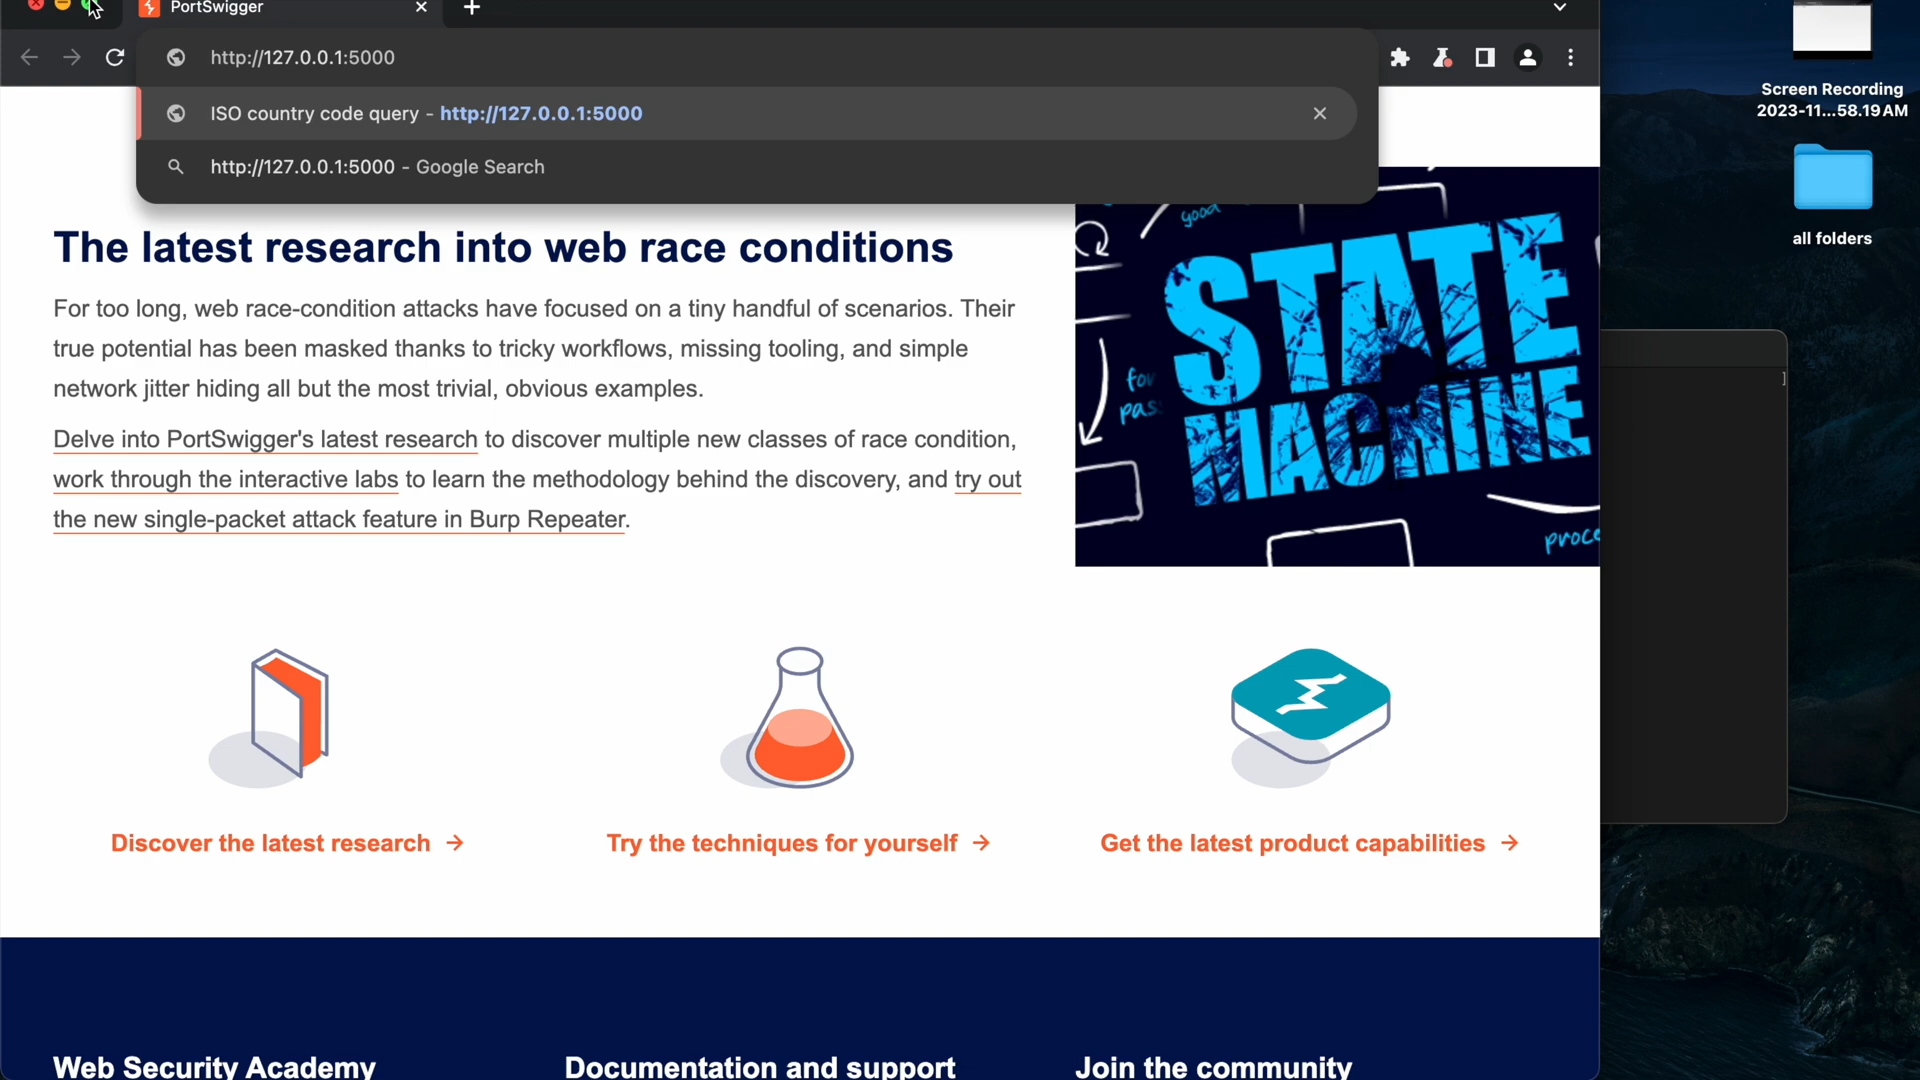 PortSwigger
http://127.0.0.1:5000
ISO country code query - http://127.0.0.1:5000
http://127.0.0.1:5000 - Google Search
Screen Recording
2023-11...58.19 AM
all folders
The latest research into web race conditions
For too long, web race-condition attacks have focused on a tiny handful of scenarios. Their
true potential has been masked thanks to tricky workflows, missing tooling, and simple
network jitter hiding all but the most trivial, obvious examples.
Delve into PortSwigger's latest research to discover multiple new classes of race condition,
work through the interactive labs to learn the methodology behind the discovery, and try out
the new single-packet attack feature in Burp Repeater.
good
STATE
MACHINE
for
pas
proce
]
Discover the latest research →
Try the techniques for yourself →
Get the latest product capabilities →
Web Security Academy
Documentation and support
Join the community